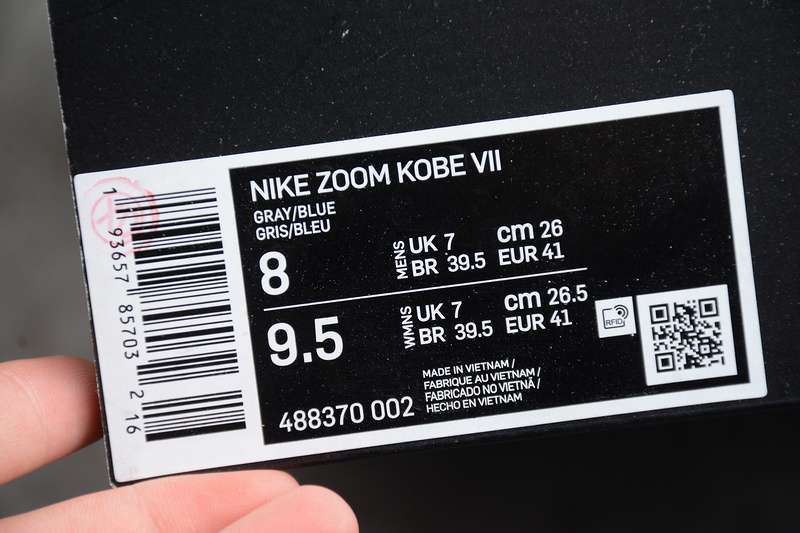 NIKE ZOOM KOBE VII
GRAY/BLUE
GRIS/BLEU
8 MENS UK 7 cm 26
BR 39.5 EUR 41
9.5 WMNS UK 7 cm 26.5
BR 39.5 EUR 41
RFID
MADE IN VIETNAM /
FABRIQUE AU VIETNAM /
FABRICADO NO VIETNÃ /
HECHO EN VIETNAM
488370 002
1 93657 85703 2 16